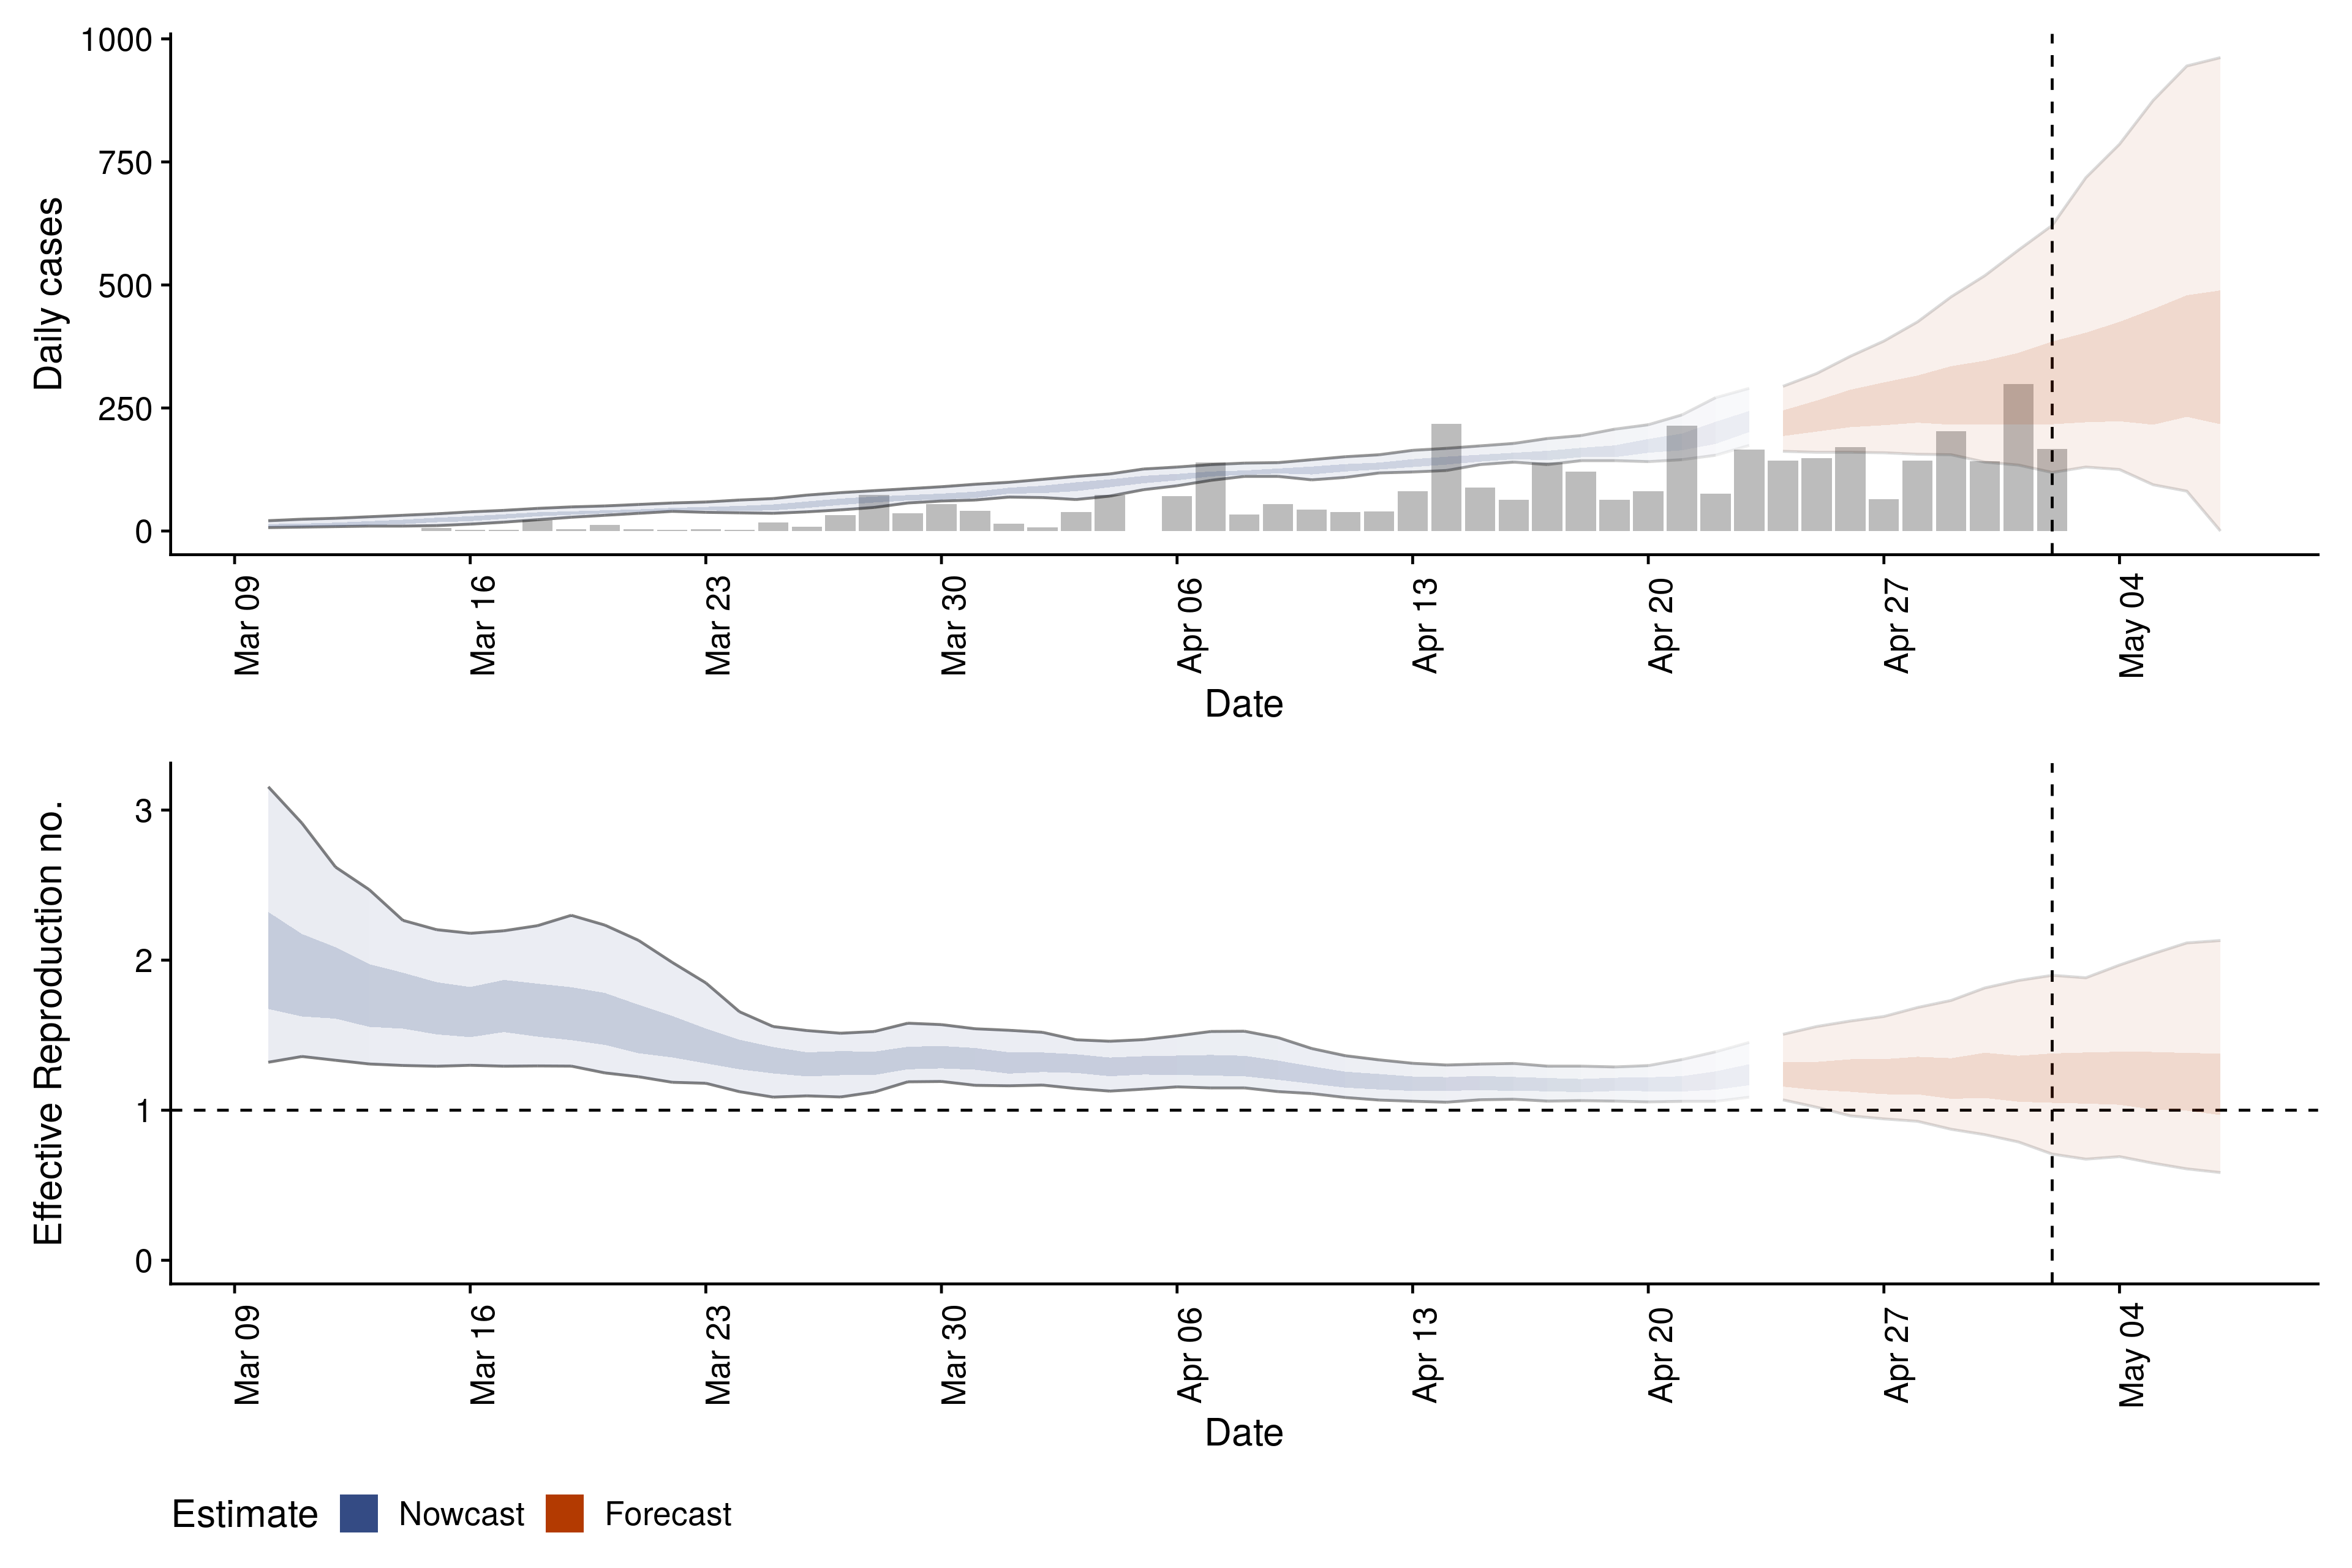 Daily cases
1000
750
500
250
0
Mar 09
Mar 16
Mar 23
Mar 30
Apr 06
Apr 13
Apr 20
Apr 27
May 04
Date
Effective Reproduction no.
3
2
1
0
Mar 09
Mar 16
Mar 23
Mar 30
Apr 06
Apr 13
Apr 20
Apr 27
May 04
Date
Estimate Nowcast Forecast